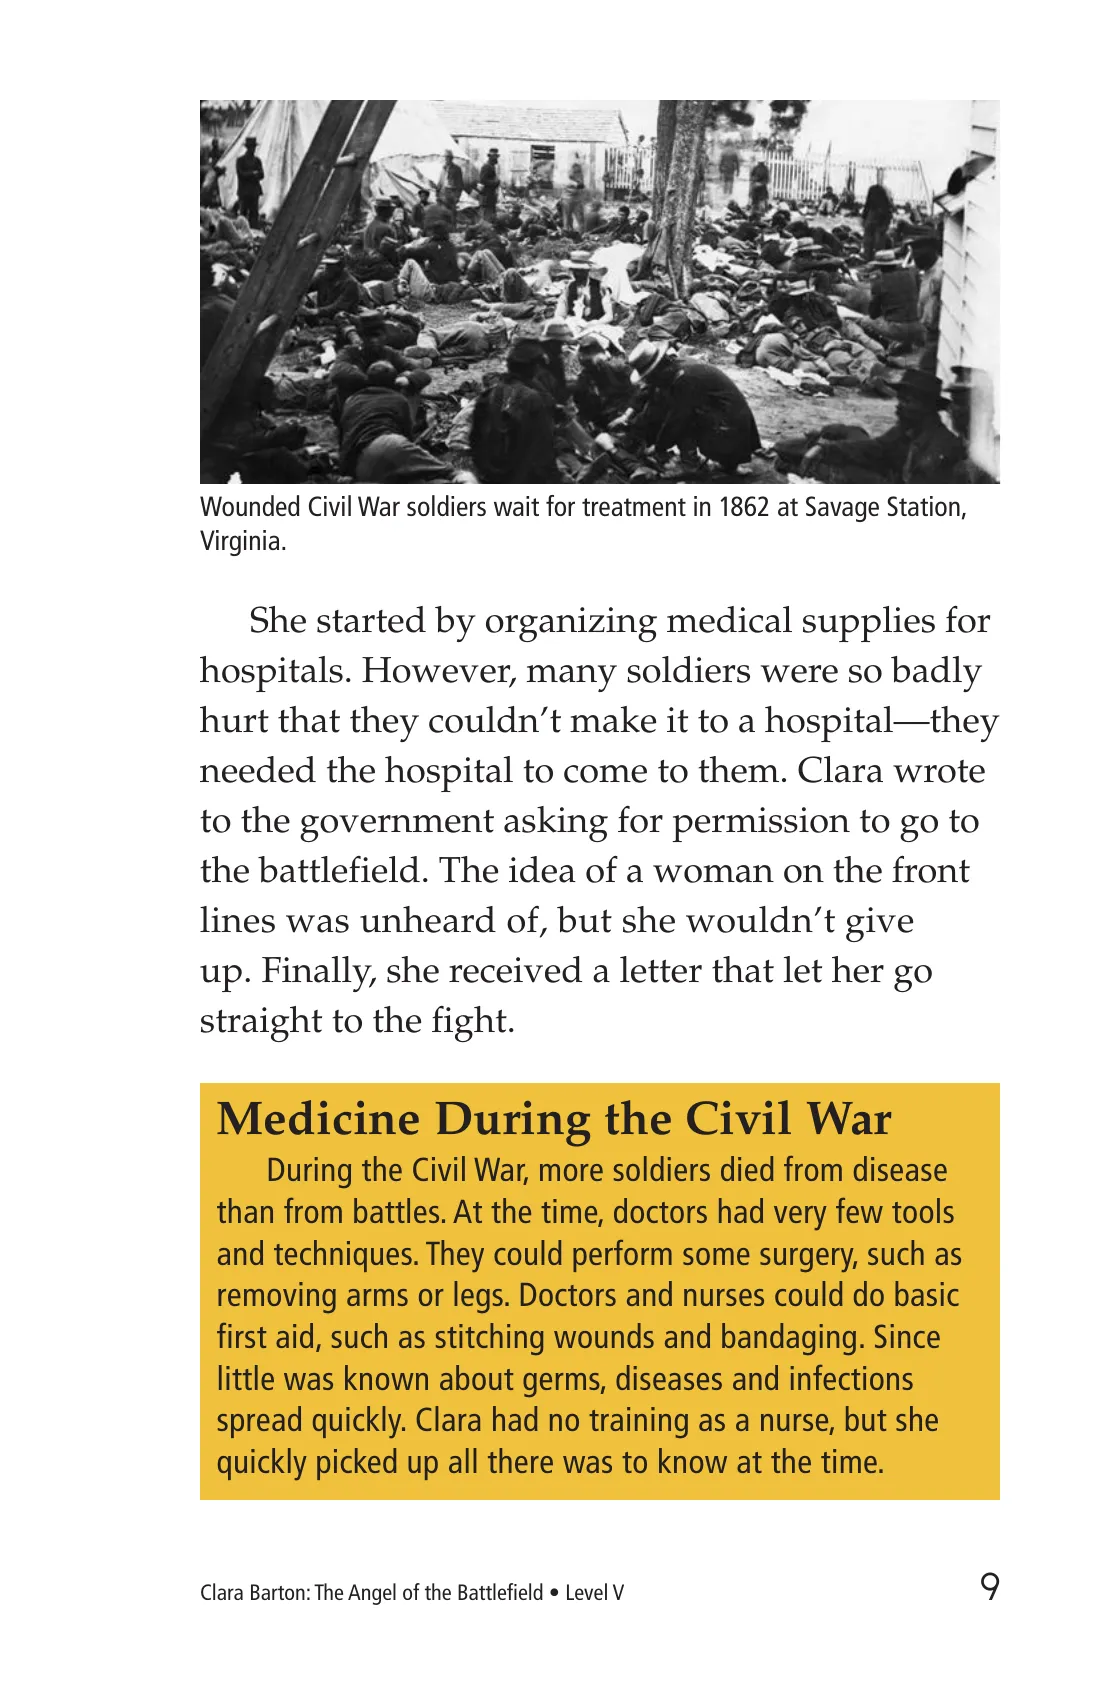 Wounded Civil War soldiers wait for treatment in 1862 at Savage Station,
Virginia.
She started by organizing medical supplies for
hospitals. However, many soldiers were so badly
hurt that they couldn’t make it to a hospital—they
needed the hospital to come to them. Clara wrote
to the government asking for permission to go to
the battlefield. The idea of a woman on the front
lines was unheard of, but she wouldn’t give
up. Finally, she received a letter that let her go
straight to the fight.
Medicine During the Civil War
During the Civil War, more soldiers died from disease
than from battles. At the time, doctors had very few tools
and techniques. They could perform some surgery, such as
removing arms or legs. Doctors and nurses could do basic
first aid, such as stitching wounds and bandaging. Since
little was known about germs, diseases and infections
spread quickly. Clara had no training as a nurse, but she
quickly picked up all there was to know at the time.
Clara Barton: The Angel of the Battlefield • Level V
9